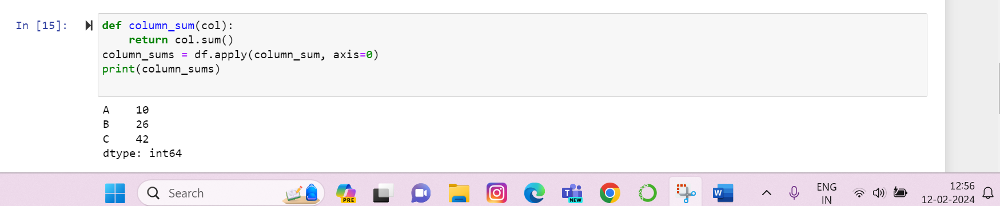 In [15]:
def column_sum(col):
    return col.sum()
column_sums = df.apply(column_sum, axis=0)
print(column_sums)
A    10
B    26
C    42
dtype: int64
Search
PRE
T
NEW
W
ENG
IN
12:56
12-02-2024